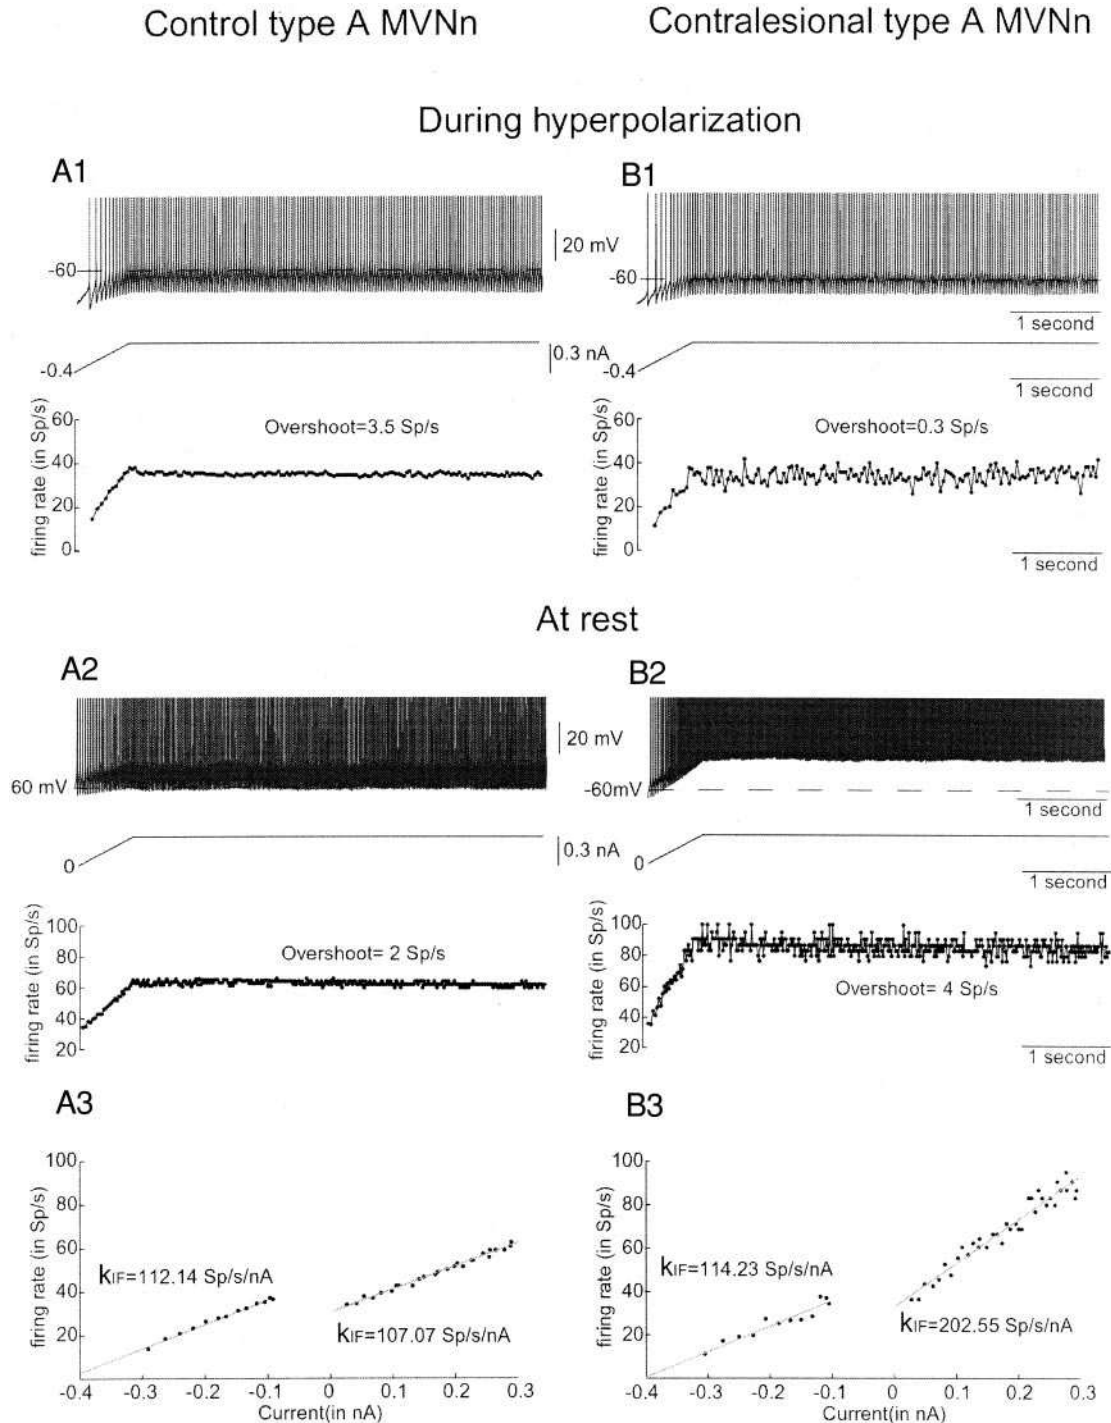 Control type A MVNn
Contralesional type A MVNn
During hyperpolarization
A1
B1
-60
20 mV
-60
1 second
-0.4
0.3 nA
-0.4
1 second
firing rate (in Sp/s)
60
40
20
0
Overshoot=3.5 Sp/s
firing rate (in Sp/s)
60
40
20
0
Overshoot=0.3 Sp/s
1 second
At rest
A2
B2
60 mV
20 mV
-60mV
1 second
0
0.3 nA
0
1 second
firing rate (in Sp/s)
100
80
60
40
20
Overshoot= 2 Sp/s
firing rate (in Sp/s)
100
80
60
40
20
Overshoot= 4 Sp/s
1 second
A3
B3
firing rate (in Sp/s)
100
80
60
40
20
kIF=112.14 Sp/s/nA
kIF=107.07 Sp/s/nA
-0.4 -0.3 -0.2 -0.1 0 0.1 0.2 0.3
Current(in nA)
firing rate (in Sp/s)
100
80
60
40
20
kIF=114.23 Sp/s/nA
kIF=202.55 Sp/s/nA
-0.4 -0.3 -0.2 -0.1 0 0.1 0.2 0.3
Current(in nA)